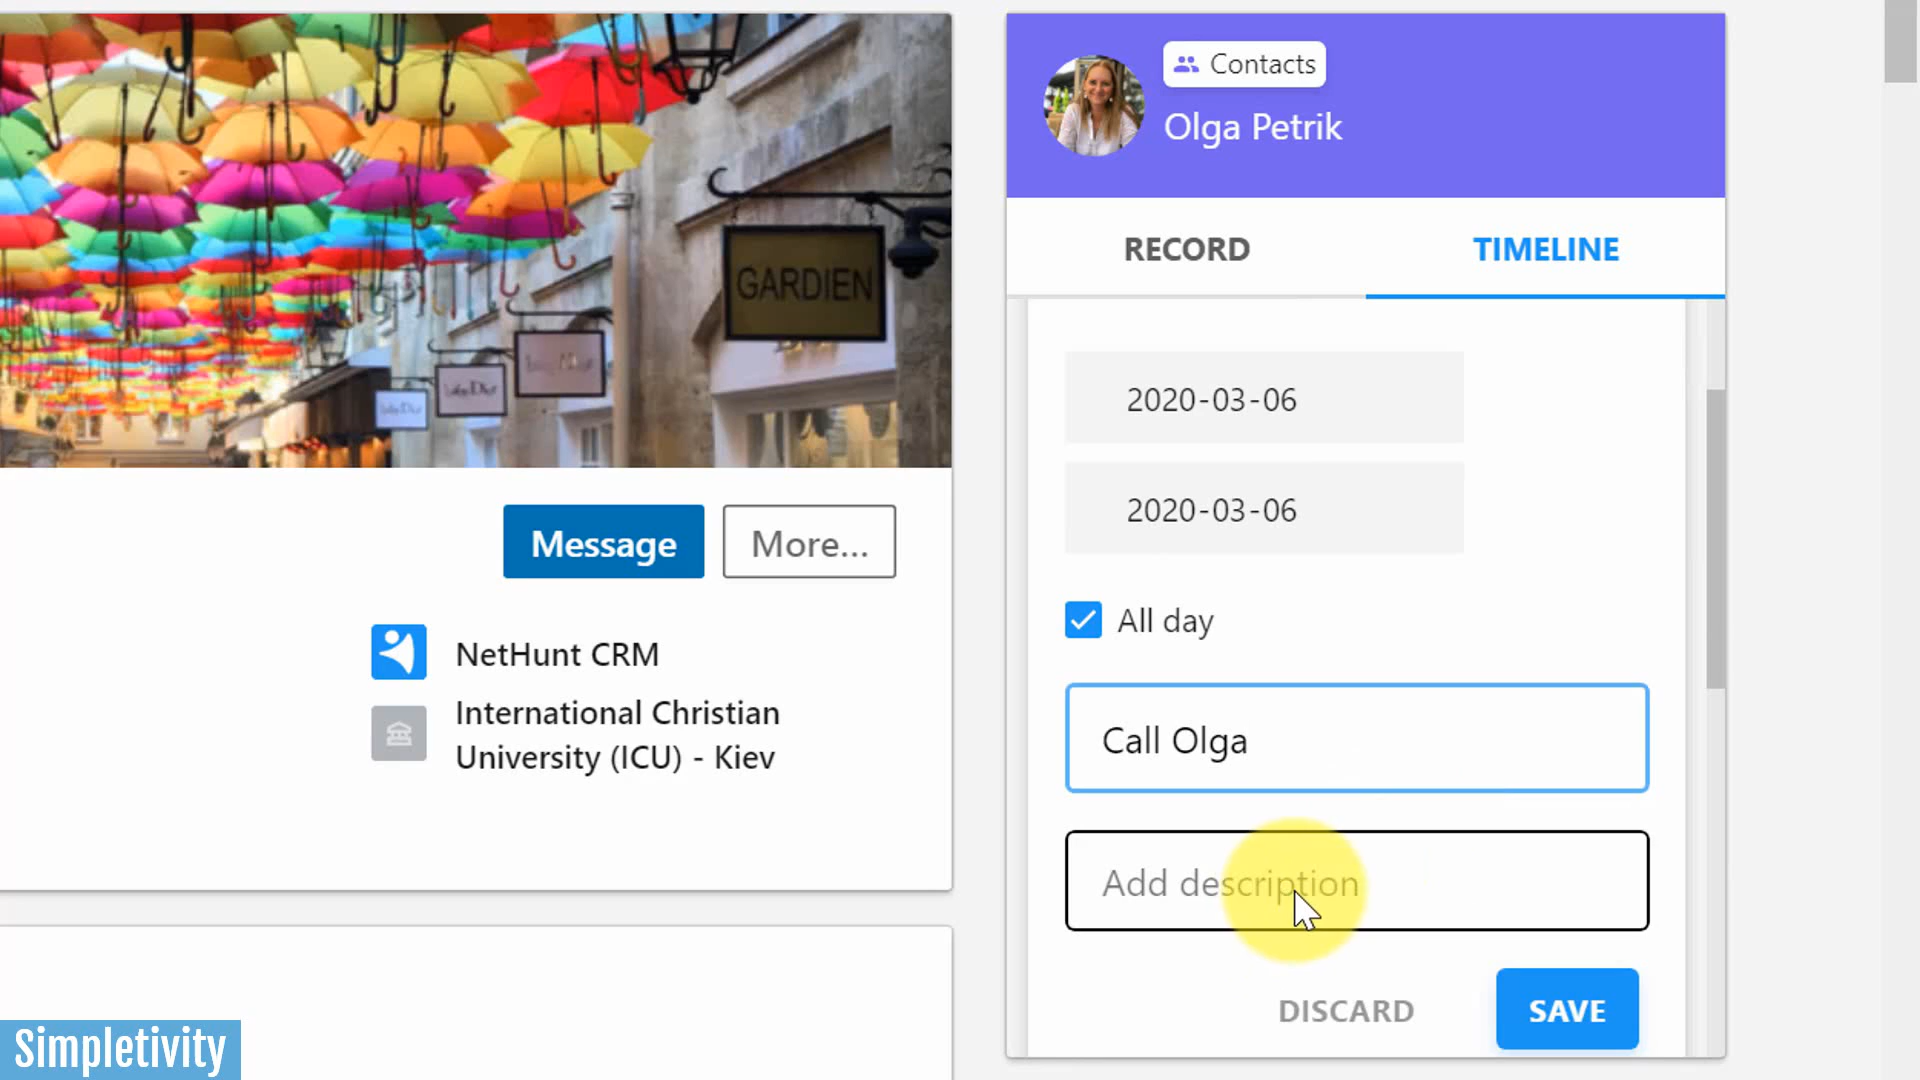 GARDIEN
Message
More...
NetHunt CRM
International Christian
University (ICU) - Kiev
Simpletivity
Contacts
Olga Petrik
RECORD
TIMELINE
2020-03-06
2020-03-06
All day
Call Olga
Add description
DISCARD
SAVE